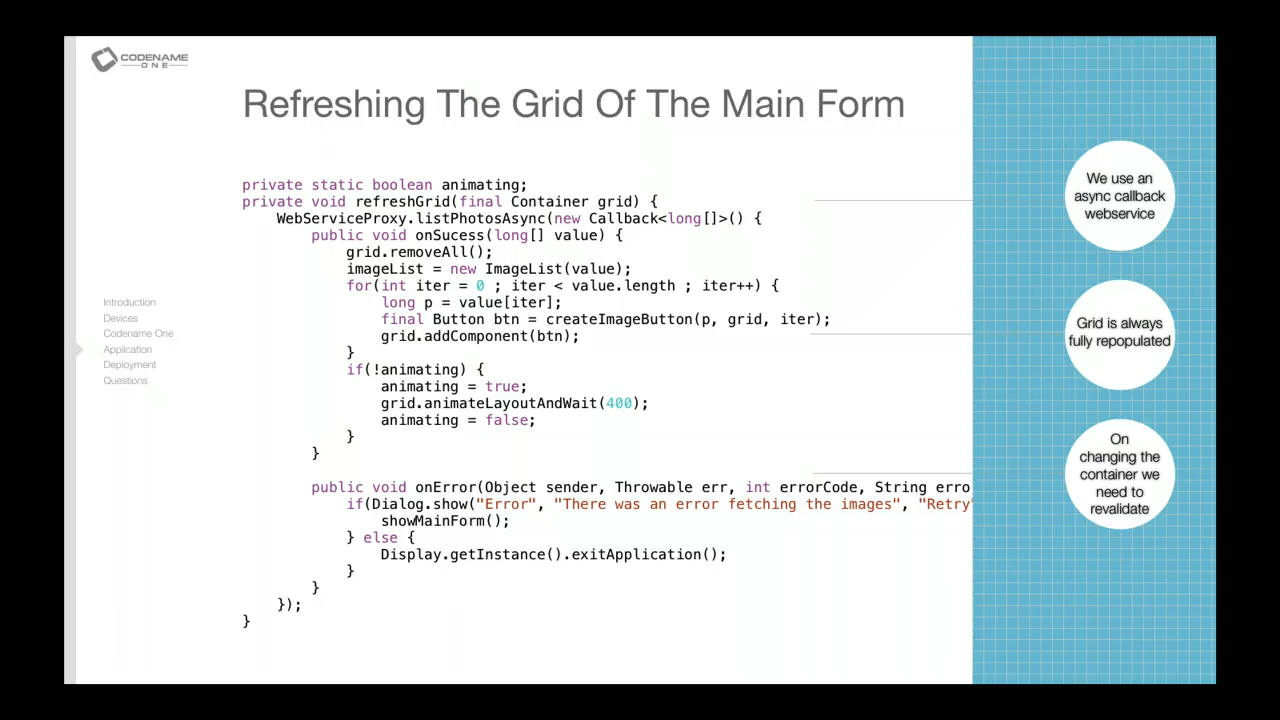 CODENAME
ONE
Refreshing The Grid Of The Main Form
private static boolean animating;
private void refreshGrid(final Container grid) {
WebServiceProxy.listPhotosAsync(new Callback<long[]>() {
public void onSucess(long[] value) {
grid.removeAll();
imageList = new ImageList(value);
for(int iter = 0 ; iter < value.length ; iter++) {
long p = value[iter];
final Button btn = createImageButton(p, grid, iter);
grid.addComponent(btn);
}
if(!animating) {
animating = true;
grid.animateLayoutAndWait(400);
animating = false;
}
}
public void onError(Object sender, Throwable err, int errorCode, String erro
if(Dialog.show("Error", "There was an error fetching the images", "Retry"
showMainForm();
} else {
Display.getInstance().exitApplication();
}
}
});
}
Introduction
Devices
Codename One
Application
Deployment
Questions
We use an
async callback
webservice
Grid is always
fully repopulated
On
changing the
container we
need to
revalidate